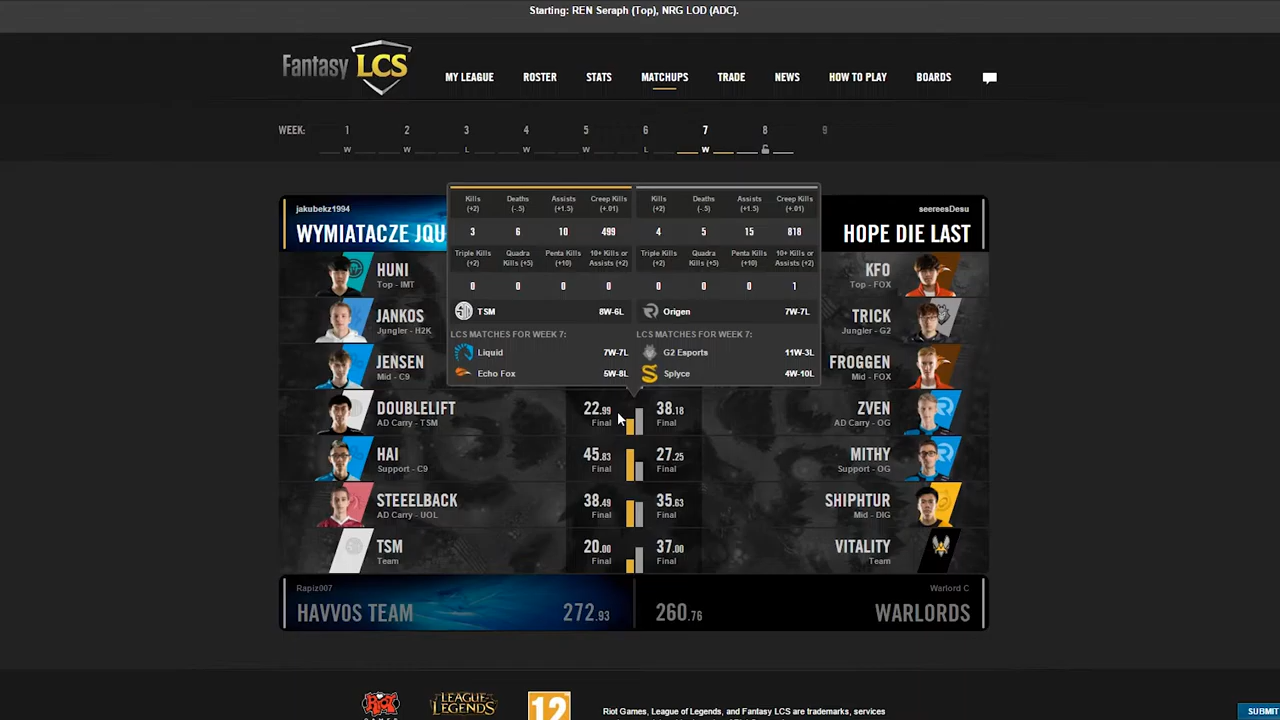 Starting: REN Seraph (Top), NRG LOD (ADC).
Fantasy LCS
MY LEAGUE ROSTER STATS MATCHUPS TRADE NEWS HOW TO PLAY BOARDS
WEEK: 1 2 3 4 5 6 7 8 9
W W L W W L W
jakubekz1994 seereesDesu
WYMIATACZE JQU HOPE DIE LAST
Kills Deaths Assists Creep Kills Kills Deaths Assists Creep Kills
(+2) (-.5) (+1.5) (+.01) (+2) (-.5) (+1.5) (+.01)
3 6 10 499 4 5 15 818
Triple Kills Quadra Penta Kills 10+ Kills or Triple Kills Quadra Penta Kills 10+ Kills or
(+2) Kills (+5) (+10) Assists (+2) (+2) Kills (+5) (+10) Assists (+2)
0 0 0 0 0 0 0 1
TSM 8W-6L Origen 7W-7L
LCS MATCHES FOR WEEK 7: LCS MATCHES FOR WEEK 7:
Liquid 7W-7L G2 Esports 11W-3L
Echo Fox 5W-8L Splyce 4W-10L
HUNI KFO
Top - IMT Top - FOX
JANKOS TRICK
Jungler - H2K Jungler - G2
JENSEN FROGGEN
Mid - C9 Mid - FOX
DOUBLELIFT 22.99 38.18 ZVEN
AD Carry - TSM Final Final AD Carry - OG
HAI 45.83 27.25 MITHY
Support - C9 Final Final Support - OG
STEEELBACK 38.49 35.63 SHIPHTUR
AD Carry - UOL Final Final Mid - DIG
TSM 20.00 37.00 VITALITY
Team Final Final Team
Rapiz007 Warlord C
HAVVOS TEAM 272.93 260.76 WARLORDS
RIOT GAMES LEAGUE OF LEGENDS 12 Riot Games, League of Legends, and Fantasy LCS are trademarks, services
SUBMIT